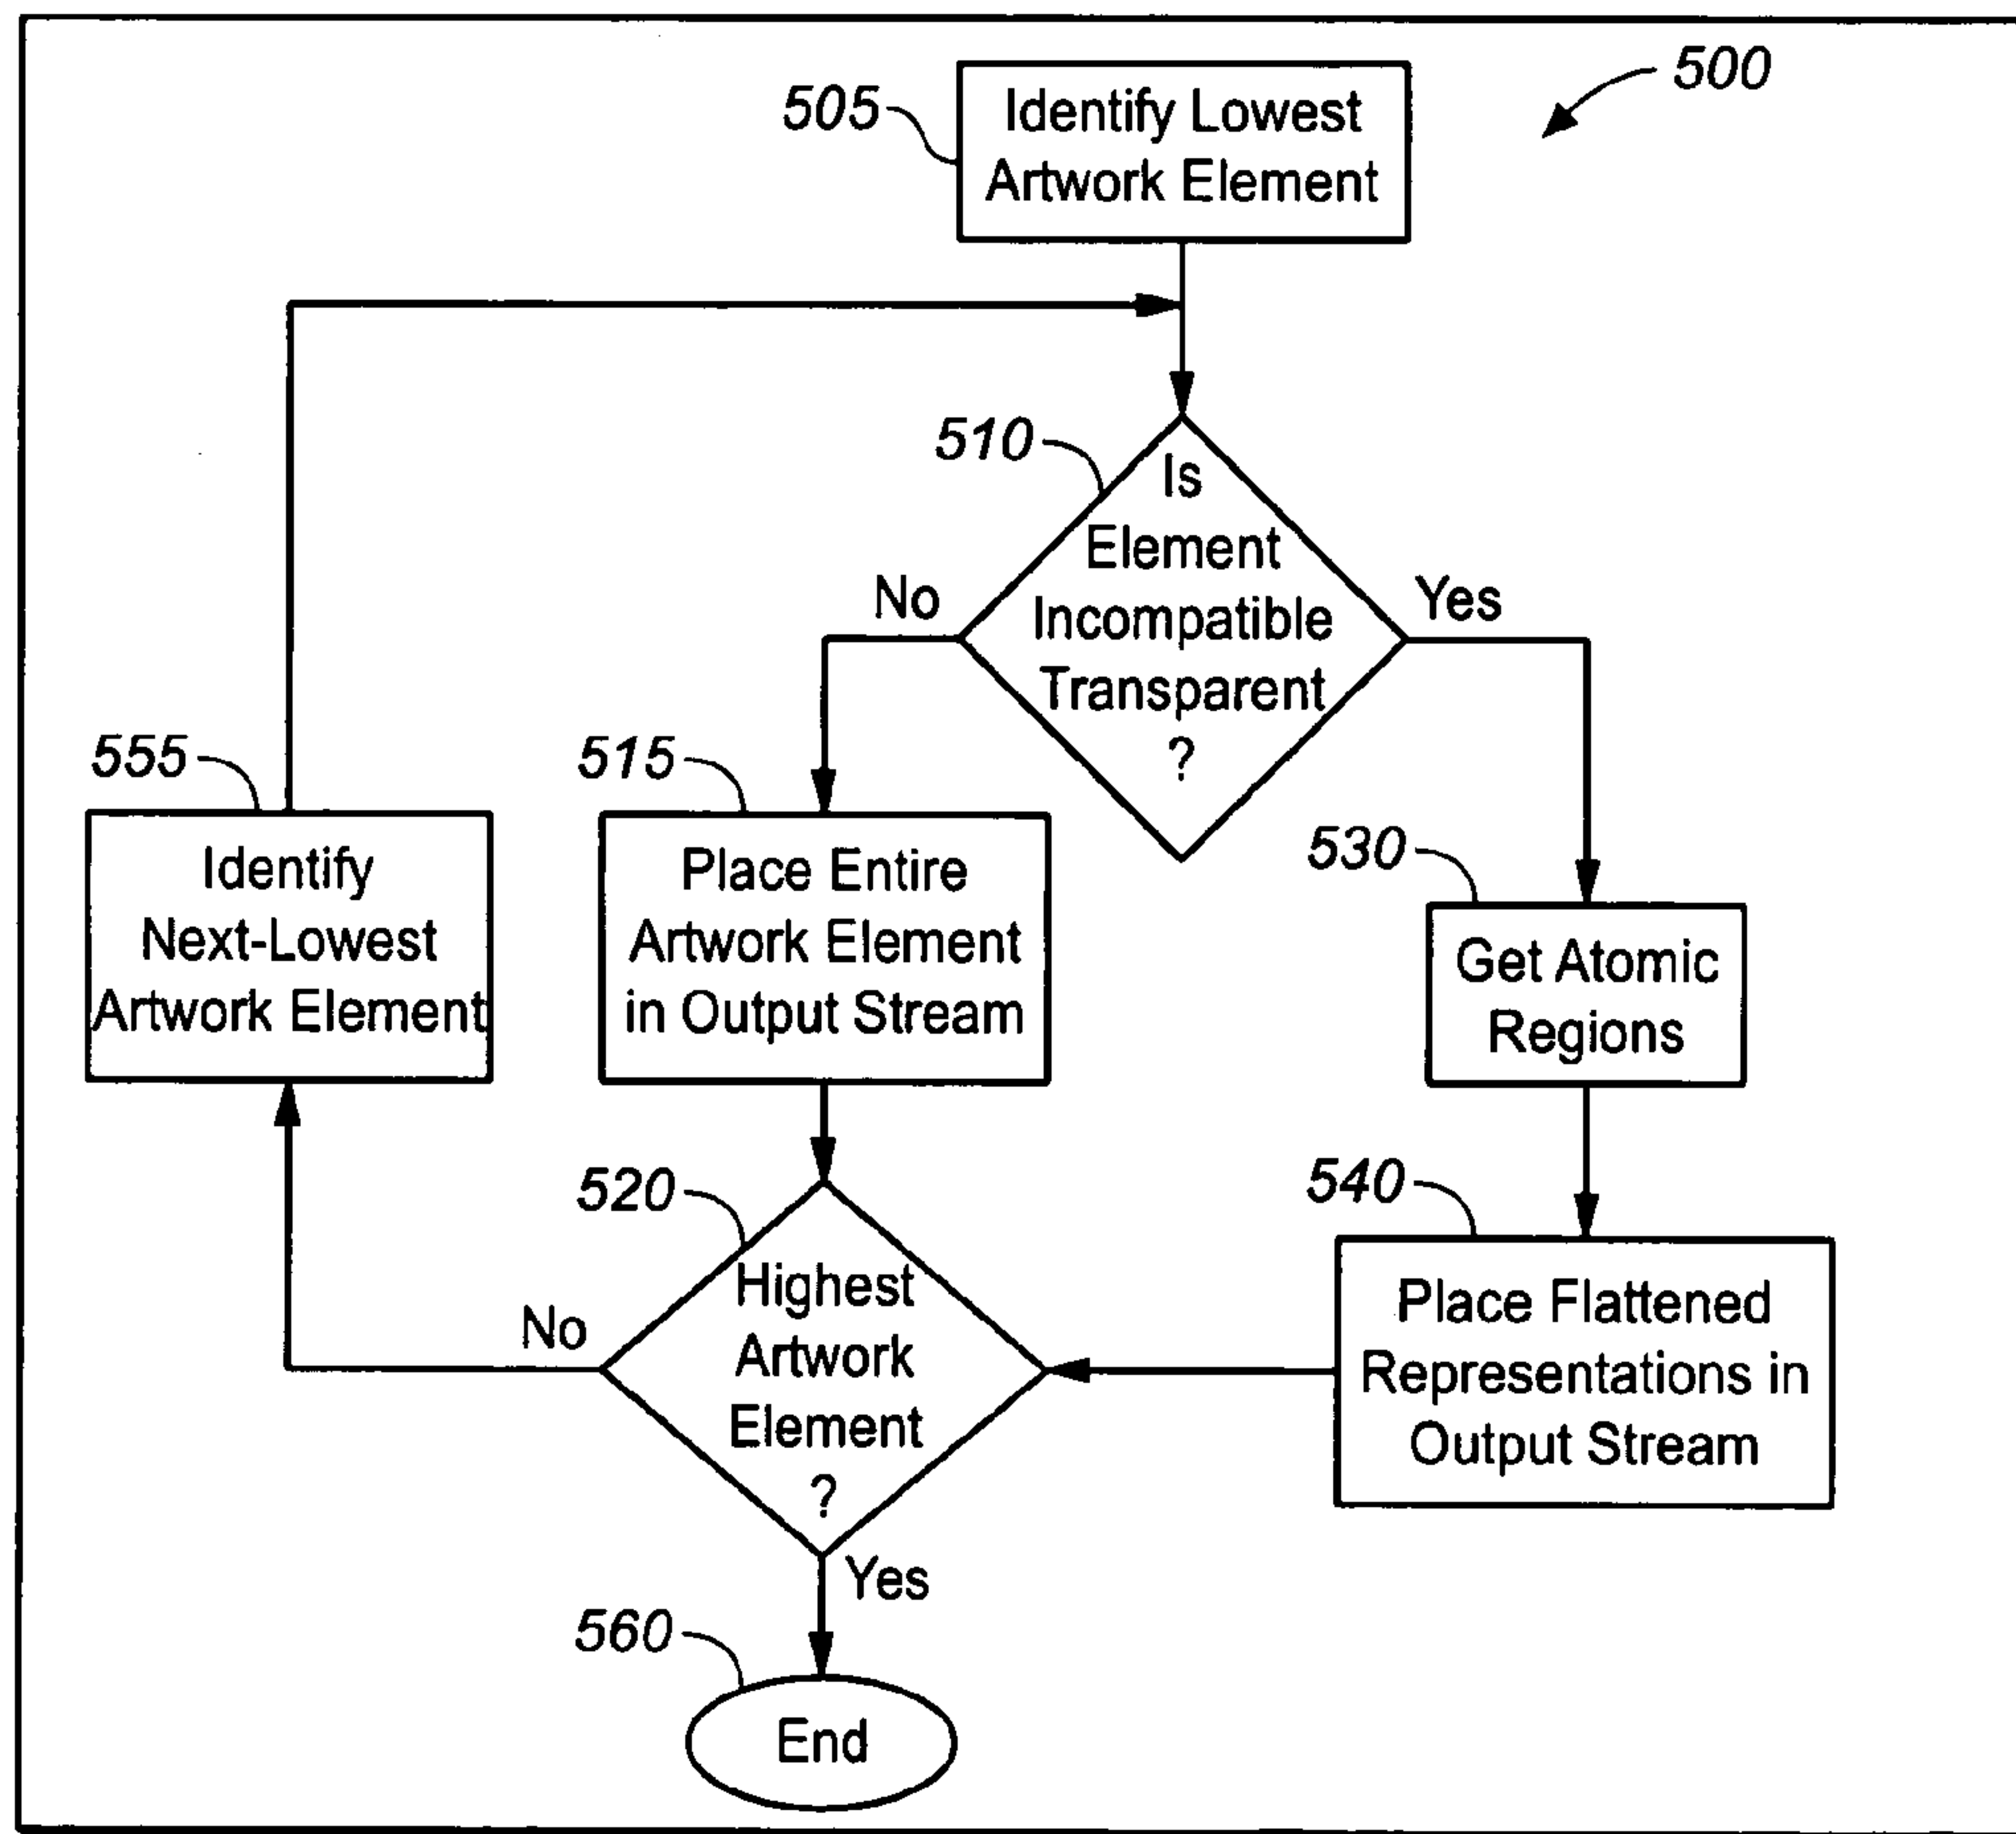 500
505
Identify Lowest
Artwork Element
510
Is
Element
Incompatible
Transparent
?
No
Yes
555
Identify
Next-Lowest
Artwork Element
515
Place Entire
Artwork Element
in Output Stream
530
Get Atomic
Regions
520
Highest
Artwork
Element
?
No
Yes
540
Place Flattened
Representations in
Output Stream
560
End